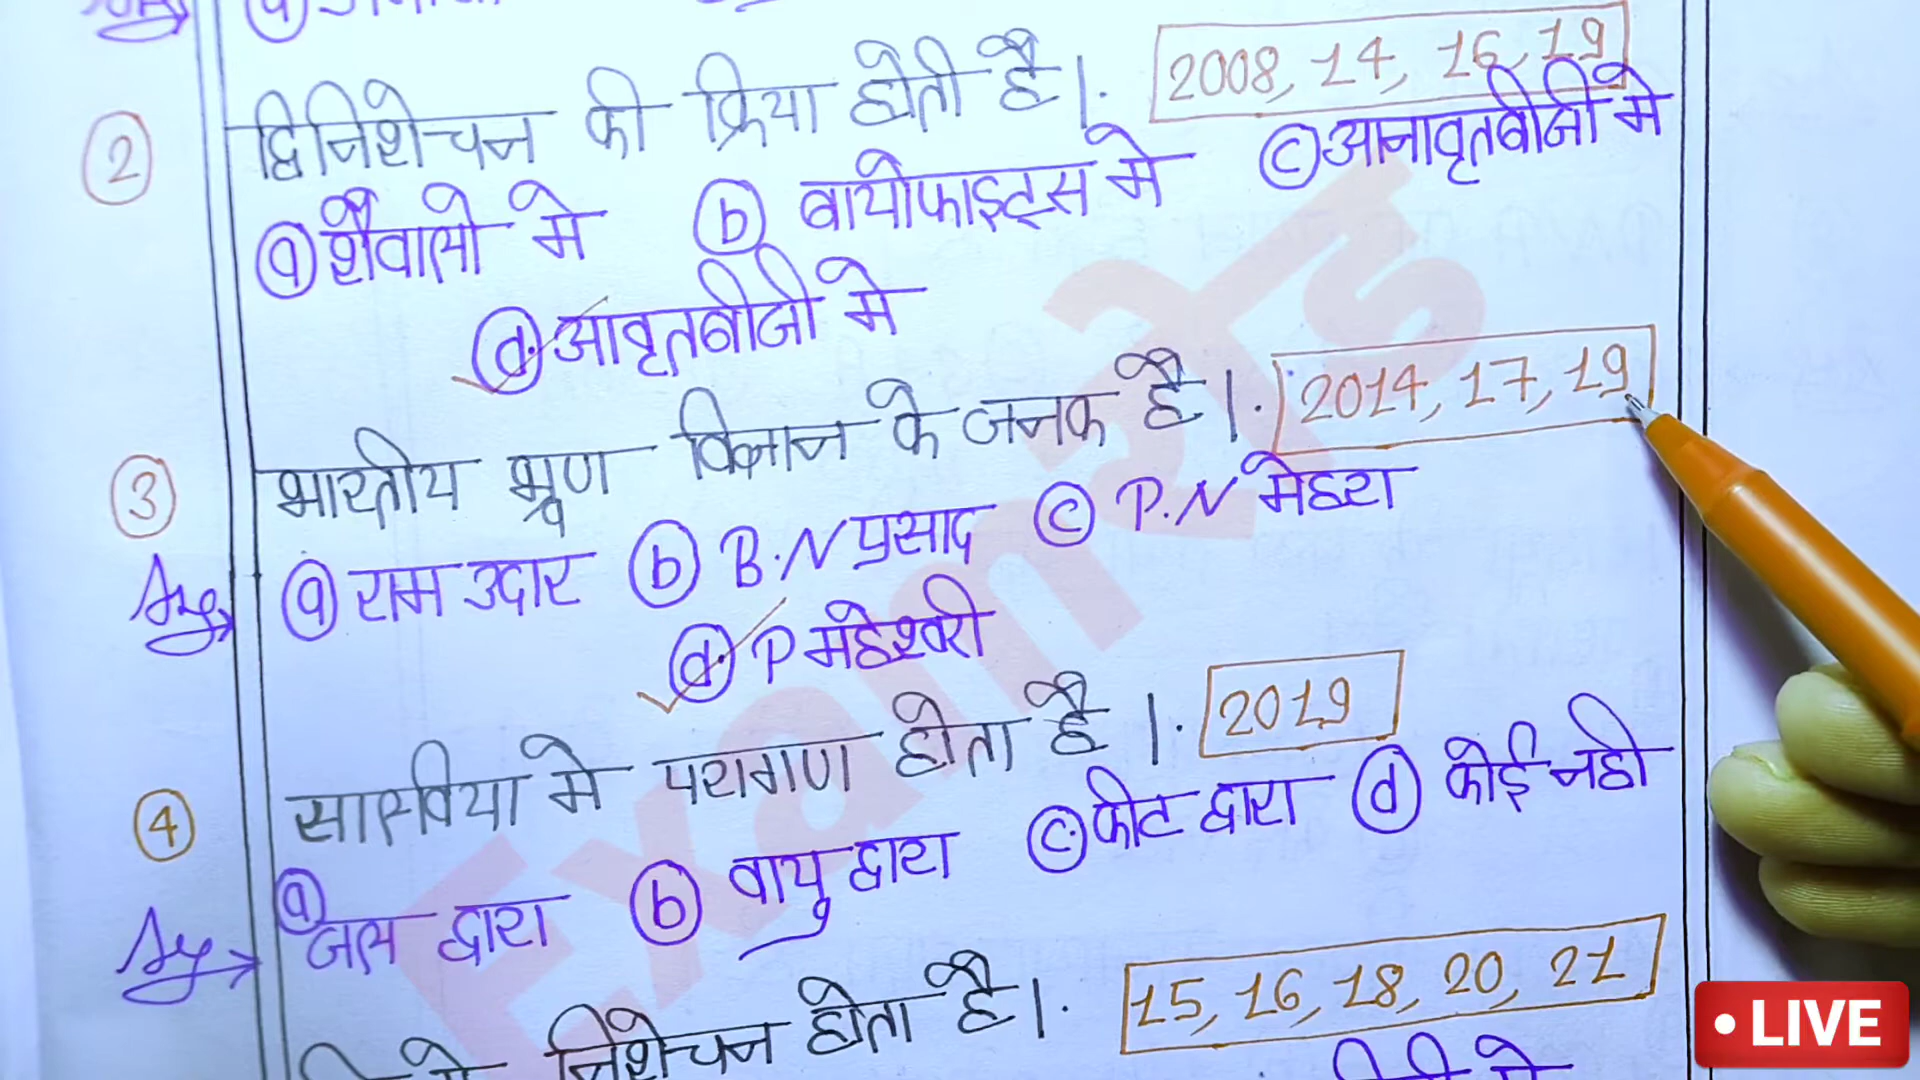 ② द्विनिशेचन की क्रिया होती है।. 2008, 14, 16, 19
ⓐ शैवालो मे ⓑ बायोफाइट्स मे ⓒ आनावृतबीजी मे
ⓓ आवृतबीजी मे
③ भारतीय भ्रूण विज्ञान के जनक है।. 2014, 17, 19
Ans ⓐ राम उदार ⓑ B.N प्रसाद ⓒ P.N मेहरा
ⓓ P महेश्वरी
④ साल्विया मे परागण होता है।. 2019
Ans ⓐ जल द्वारा ⓑ वायु द्वारा ⓒ कीट द्वारा ⓓ कोई नही
निशेचन होता है।. 15, 16, 18, 20, 21
Exam
LIVE